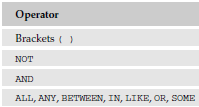 Operator
Brackets ( )
NOT
AND
ALL, ANY, BETWEEN, IN, LIKE, OR, SOME